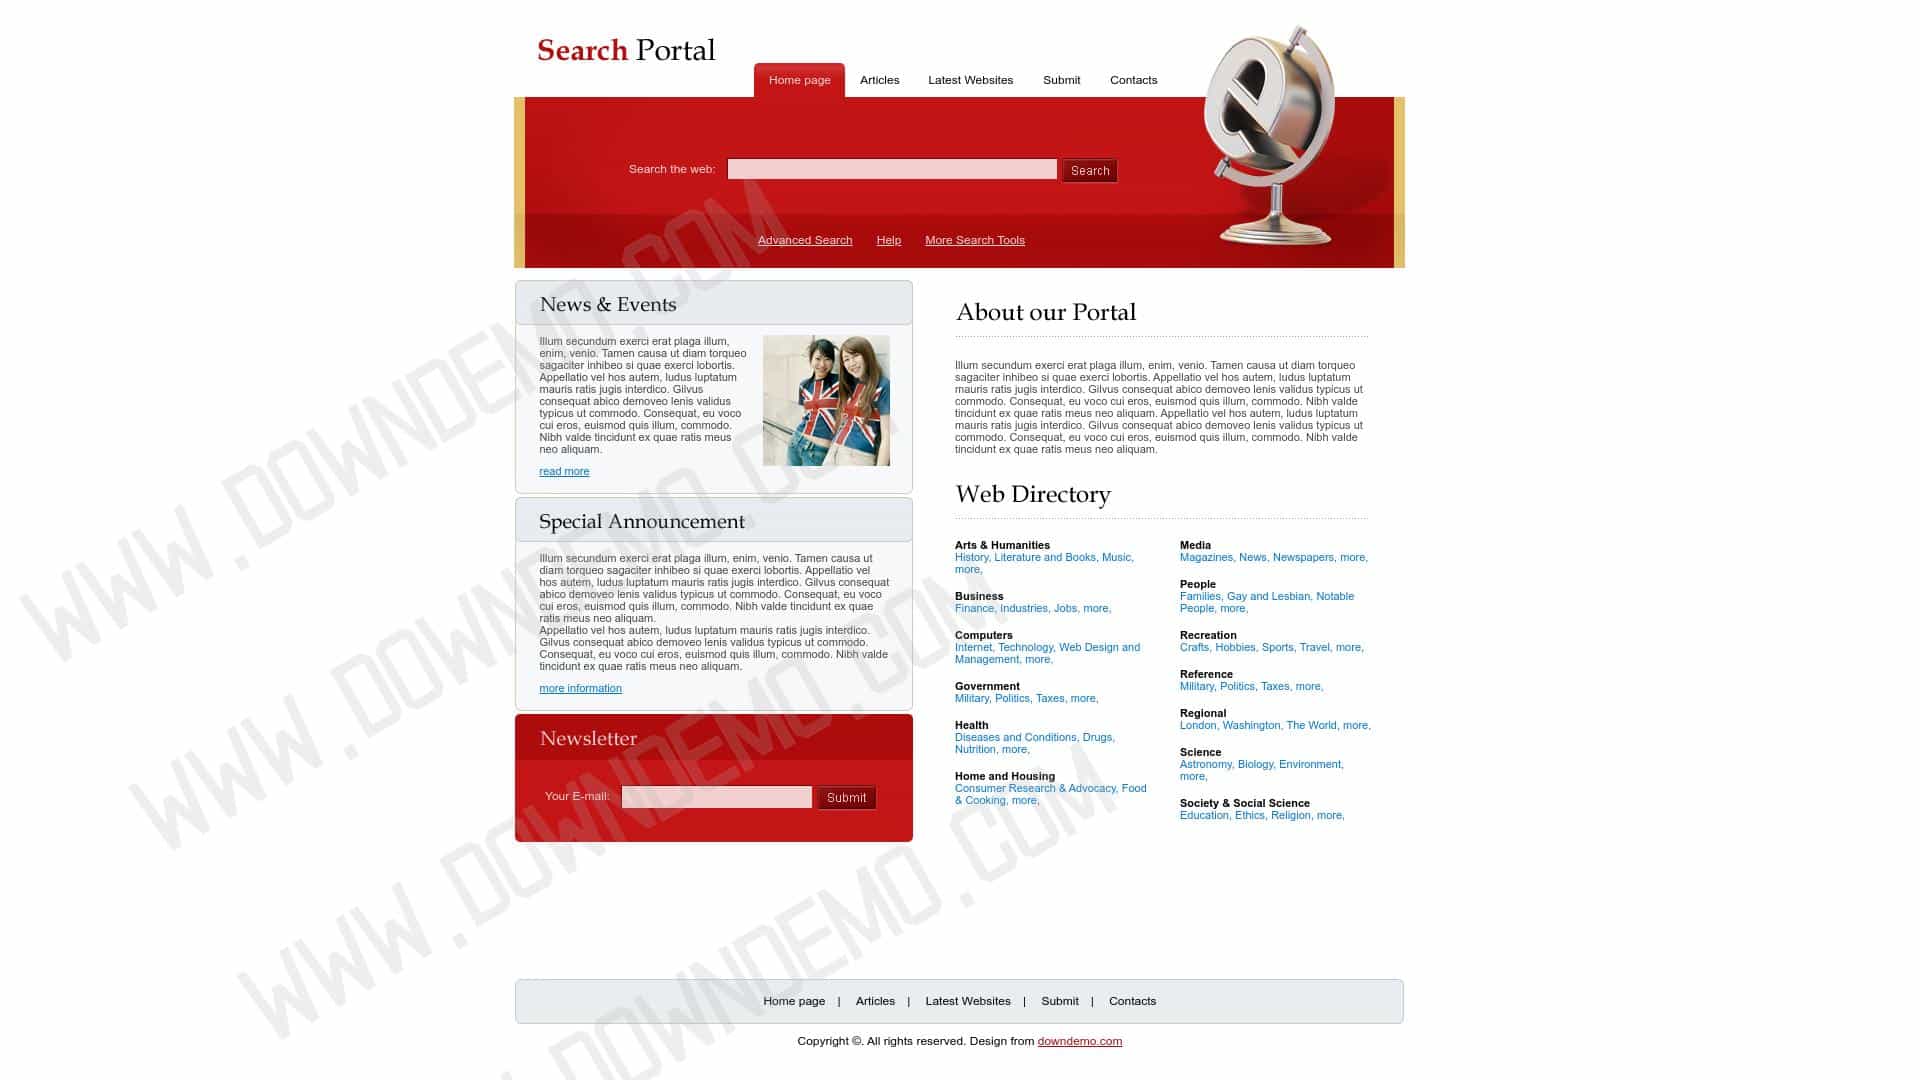 Search Portal
Home page
Articles
Latest Websites
Submit
Contacts
Search the web:
Search
Advanced Search
Help
More Search Tools
News & Events
Illum secundum exerci erat plaga illum,
enim, venio. Tamen causa ut diam torqueo
sagaciter inhibeo si quae exerci lobortis.
Appellatio vel hos autem, ludus luptatum
mauris ratis jugis interdico. Gilvus
consequat abico demoveo lenis validus
typicus ut commodo. Consequat, eu voco
cui eros, euismod quis illum, commodo.
Nibh valde tincidunt ex quae ratis meus
neo aliquam.
read more
Special Announcement
Illum secundum exerci erat plaga illum, enim, venio. Tamen causa ut
diam torqueo sagaciter inhibeo si quae exerci lobortis. Appellatio vel
hos autem, ludus luptatum mauris ratis jugis interdico. Gilvus consequat
abico demoveo lenis validus typicus ut commodo. Consequat, eu voco
cui eros, euismod quis illum, commodo. Nibh valde tincidunt ex quae
ratis meus neo aliquam.
Appellatio vel hos autem, ludus luptatum mauris ratis jugis interdico.
Gilvus consequat abico demoveo lenis validus typicus ut commodo.
Consequat, eu voco cui eros, euismod quis illum, commodo. Nibh valde
tincidunt ex quae ratis meus neo aliquam.
more information
Newsletter
Your E-mail:
Submit
About our Portal
Illum secundum exerci erat plaga illum, enim, venio. Tamen causa ut diam torqueo
sagaciter inhibeo si quae exerci lobortis. Appellatio vel hos autem, ludus luptatum
mauris ratis jugis interdico. Gilvus consequat abico demoveo lenis validus typicus ut
commodo. Consequat, eu voco cui eros, euismod quis illum, commodo. Nibh valde
tincidunt ex quae ratis meus neo aliquam. Appellatio vel hos autem, ludus luptatum
mauris ratis jugis interdico. Gilvus consequat abico demoveo lenis validus typicus ut
commodo. Consequat, eu voco cui eros, euismod quis illum, commodo. Nibh valde
tincidunt ex quae ratis meus neo aliquam.
Web Directory
Arts & Humanities
History, Literature and Books, Music,
more,
Business
Finance, Industries, Jobs, more,
Computers
Internet, Technology, Web Design and
Management, more,
Government
Military, Politics, Taxes, more,
Health
Diseases and Conditions, Drugs,
Nutrition, more,
Home and Housing
Consumer Research & Advocacy, Food
& Cooking, more,
Media
Magazines, News, Newspapers, more,
People
Families, Gay and Lesbian, Notable
People, more,
Recreation
Crafts, Hobbies, Sports, Travel, more,
Reference
Military, Politics, Taxes, more,
Regional
London, Washington, The World, more,
Science
Astronomy, Biology, Environment,
more,
Society & Social Science
Education, Ethics, Religion, more,
Home page | Articles | Latest Websites | Submit | Contacts
Copyright ©. All rights reserved. Design from downdemo.com
WWW.DOWNDEMO.COM
WWW.DOWNDEMO.COM
WWW.DOWNDEMO.COM
DOWNDEMO.COM